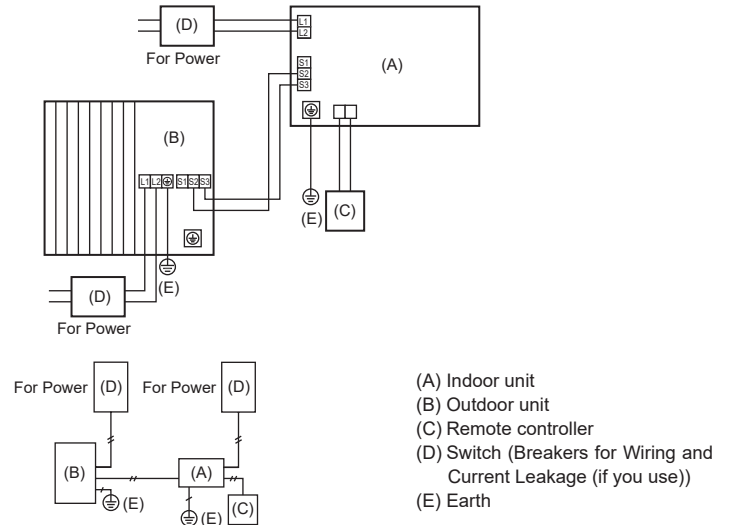 (D)
For Power
L1
L2
S1
S2
S3
(A)
(B)
L1 L2 S1 S2 S3
(E) (C)
(E)
(D)
For Power
For Power (D) For Power (D)
(B) (A)
(E) (E) (C)
(A) Indoor unit
(B) Outdoor unit
(C) Remote controller
(D) Switch (Breakers for Wiring and
Current Leakage (if you use))
(E) Earth